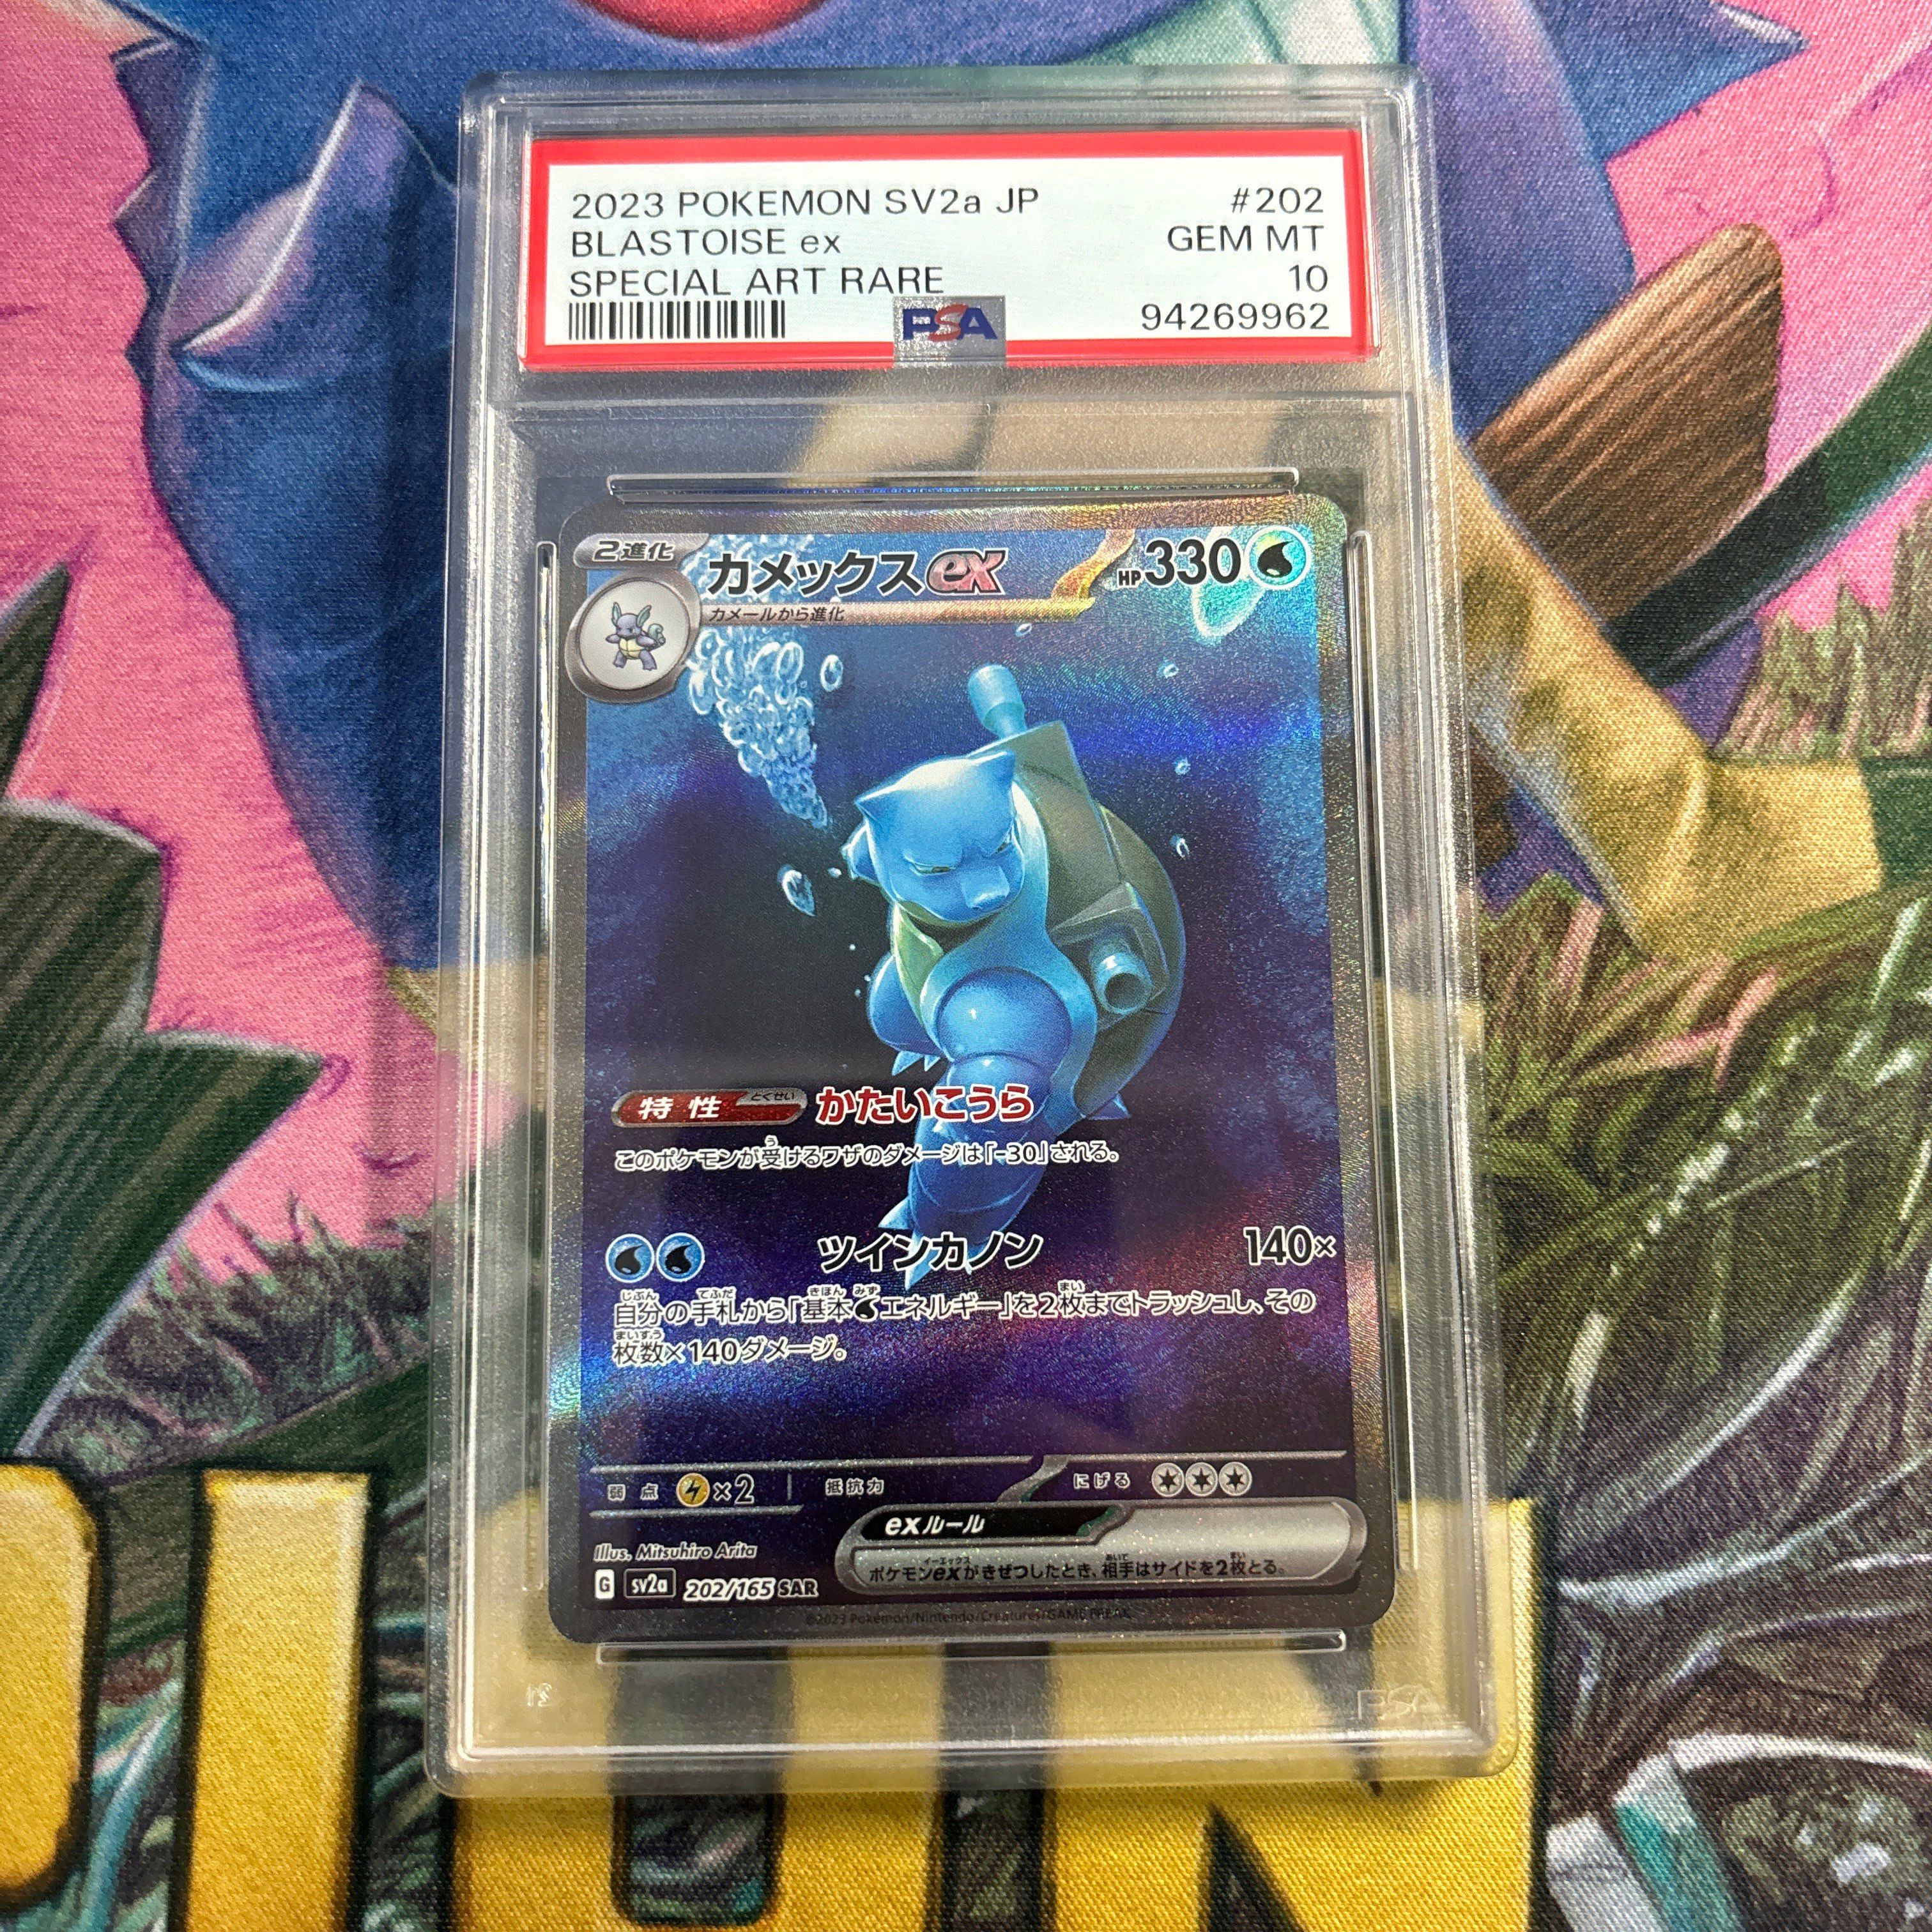 2023 POKEMON SV2a JP #202
BLASTOISE ex GEM MT
SPECIAL ART RARE 10
PSA 94269962
2進化 カメックスex HP330
カメールから進化
特性 とくせい かたいこうら
このポケモンが受けるワザのダメージは「-30」される。
ツインカノン 140×
自分の手札から「基本エネルギー」を2枚までトラッシュし、その
枚数×140ダメージ。
弱点 ×2 抵抗力 にげる
exルール
ポケモンexがきぜつしたとき、相手はサイドを2枚とる。
Illus. Mitsuhiro Arita
G sv2a 202/165 SAR
©2023 Pokémon/Nintendo/Creatures/GAME FREAK
PSA